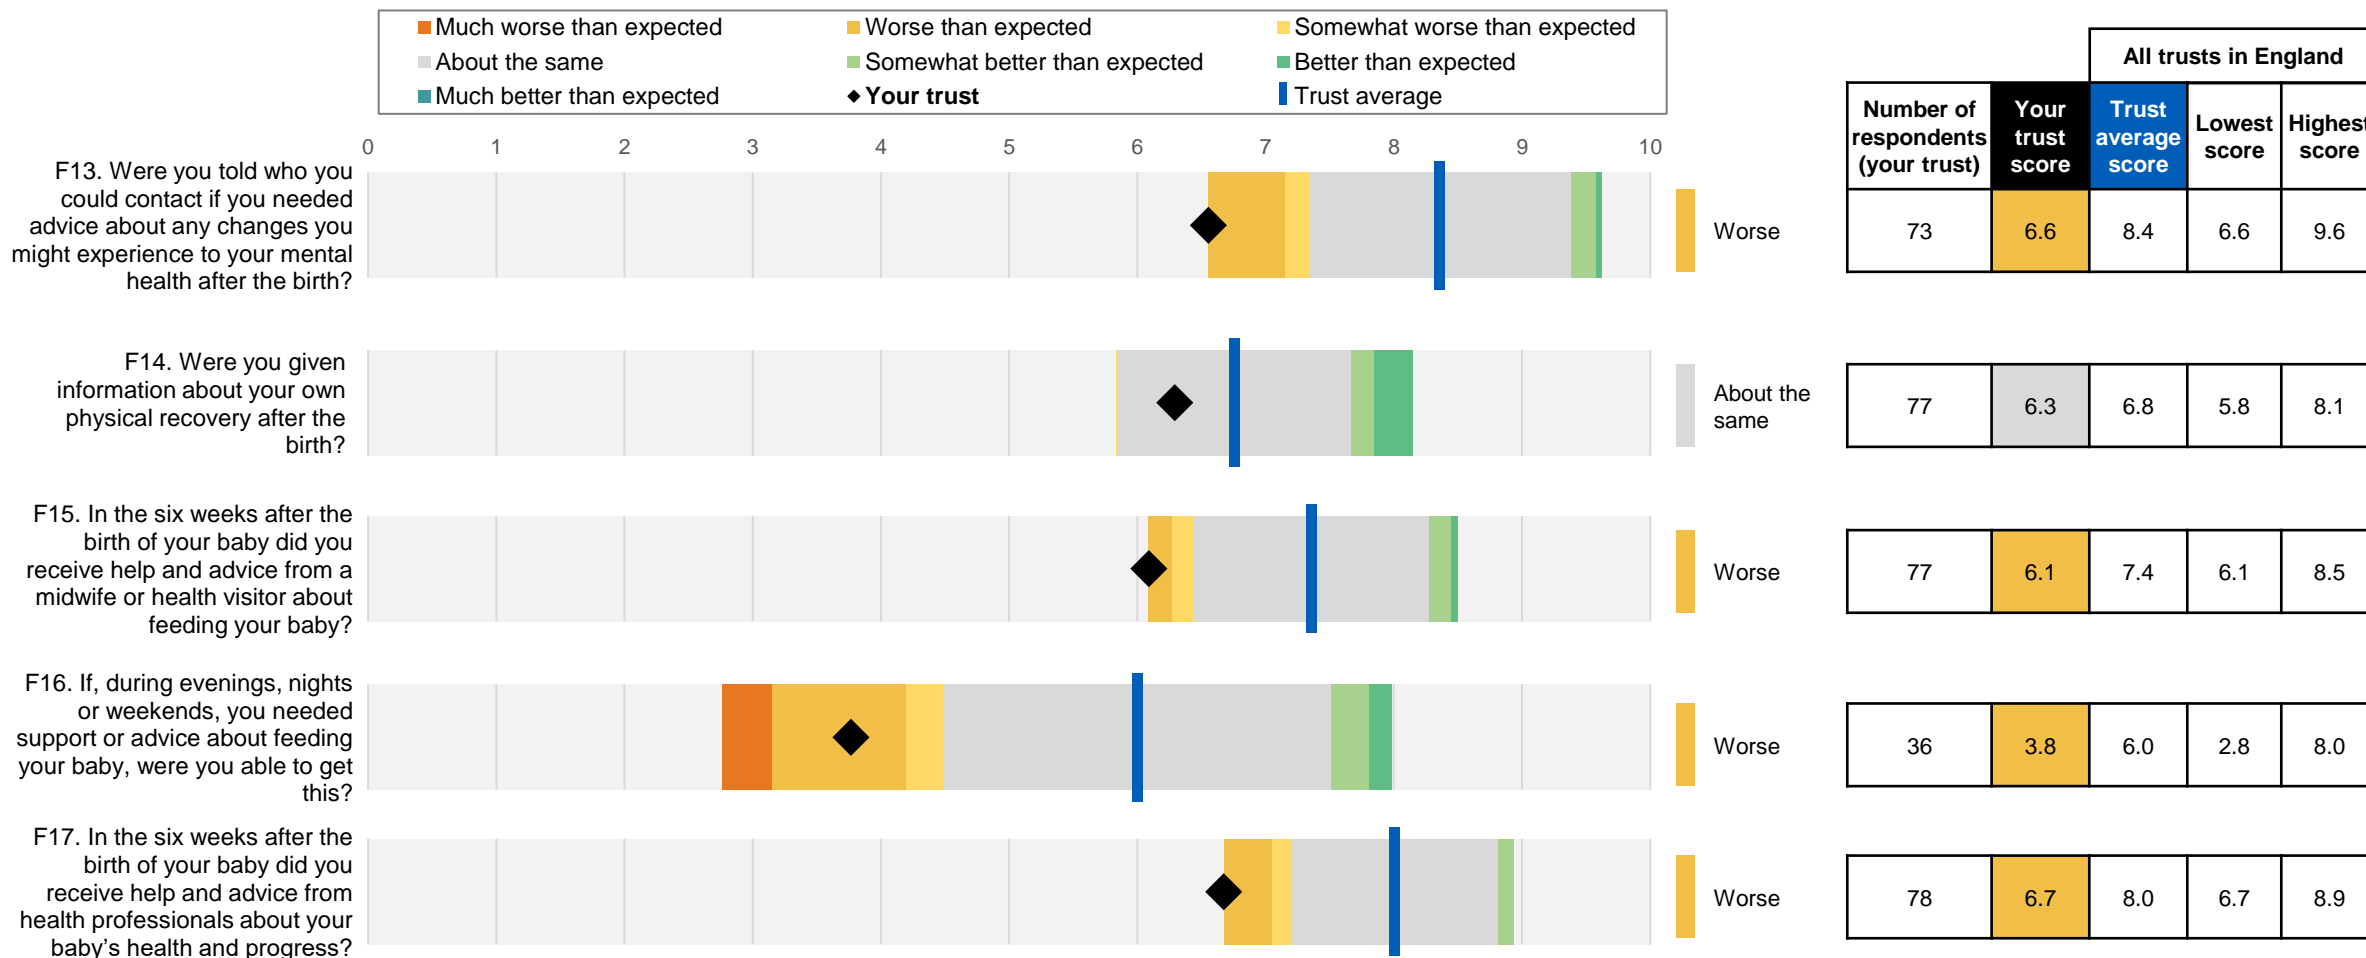 Much worse than expected
Worse than expected
Somewhat worse than expected
About the same
Somewhat better than expected
Better than expected
Much better than expected
Your trust
Trust average
All trusts in England
Number of
respondents
(your trust)
Your
trust
score
Trust
average
score
Lowest
score
Highest
score
0 1 2 3 4 5 6 7 8 9 10
F13. Were you told who you
could contact if you needed
advice about any changes you
might experience to your mental
health after the birth?
Worse
73 6.6 8.4 6.6 9.6
F14. Were you given
information about your own
physical recovery after the
birth?
About the
same
77 6.3 6.8 5.8 8.1
F15. In the six weeks after the
birth of your baby did you
receive help and advice from a
midwife or health visitor about
feeding your baby?
Worse
77 6.1 7.4 6.1 8.5
F16. If, during evenings, nights
or weekends, you needed
support or advice about feeding
your baby, were you able to get
this?
Worse
36 3.8 6.0 2.8 8.0
F17. In the six weeks after the
birth of your baby did you
receive help and advice from
health professionals about your
baby's health and progress?
Worse
78 6.7 8.0 6.7 8.9